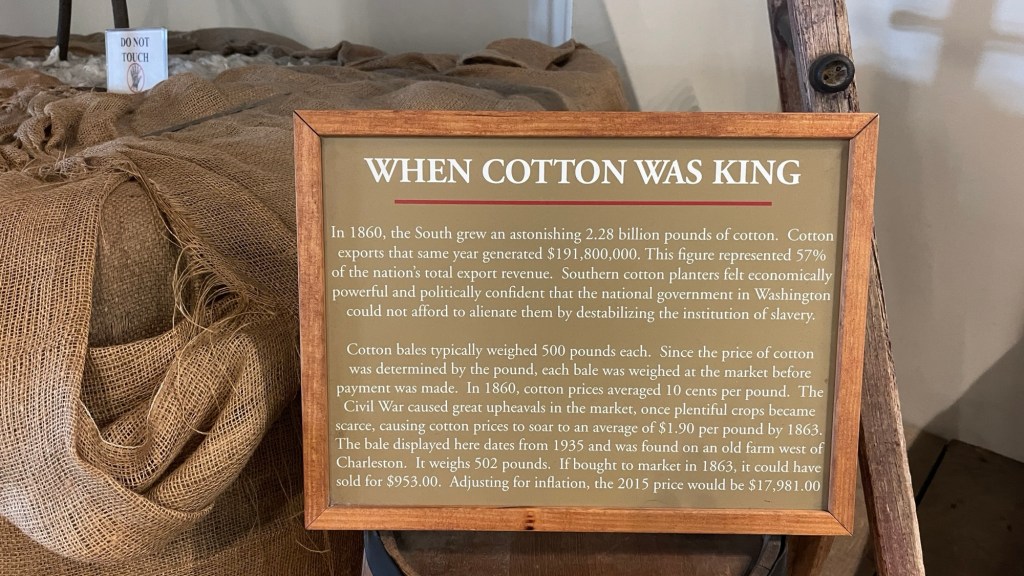 DO NOT
TOUCH
WHEN COTTON WAS KING
In 1860, the South grew an astonishing 2.28 billion pounds of cotton. Cotton
exports that same year generated $191,800,000. This figure represented 57%
of the nation's total export revenue. Southern cotton planters felt economically
powerful and politically confident that the national government in Washington
could not afford to alienate them by destabilizing the institution of slavery.
Cotton bales typically weighed 500 pounds each. Since the price of cotton
was determined by the pound, each bale was weighed at the market before
payment was made. In 1860, cotton prices averaged 10 cents per pound. The
Civil War caused great upheavals in the market, once plentiful crops became
scarce, causing cotton prices to soar to an average of $1.90 per pound by 1863.
The bale displayed here dates from 1935 and was found on an old farm west of
Charleston. It weighs 502 pounds. If bought to market in 1863, it could have
sold for $953.00. Adjusting for inflation, the 2015 price would be $17,981.00